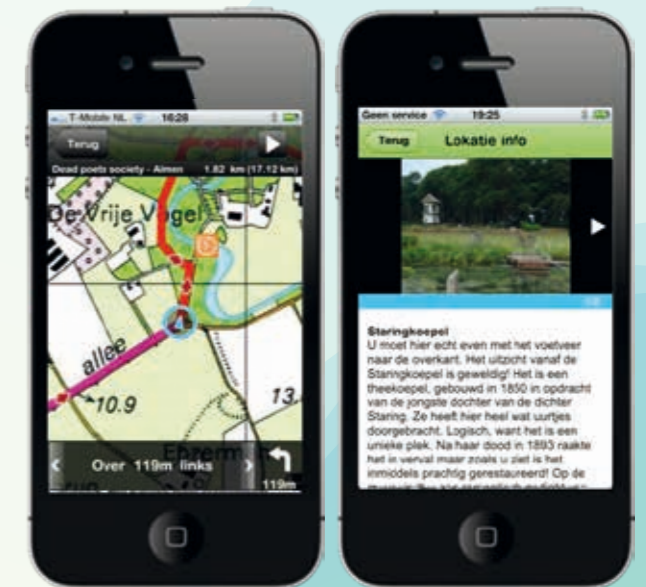 T-Mobile NL 16:26
Terug
Dead poets society - Almen 1.82 km (17.12 km)
De Vrije Vogel
allee
10.9
13.
Over 119m links
119m
Geen service 19:25
Terug Lokatie info
Staringkoepel
U moet hier echt even met het voetveer
naar de overkant. Het uitzicht vanaf de
Staringkoepel is geweldig! Het is een
theekoepel, gebouwd in 1850 in opdracht
van de jongste dochter van de dichter
Staring. Ze heeft hier heel wat uurtjes
doorgebracht. Logisch, want het is een
unieke plek. Na haar dood in 1893 raakte
het in verval maar zoals u ziet is het
inmiddels prachtig gerestaureerd! Op de